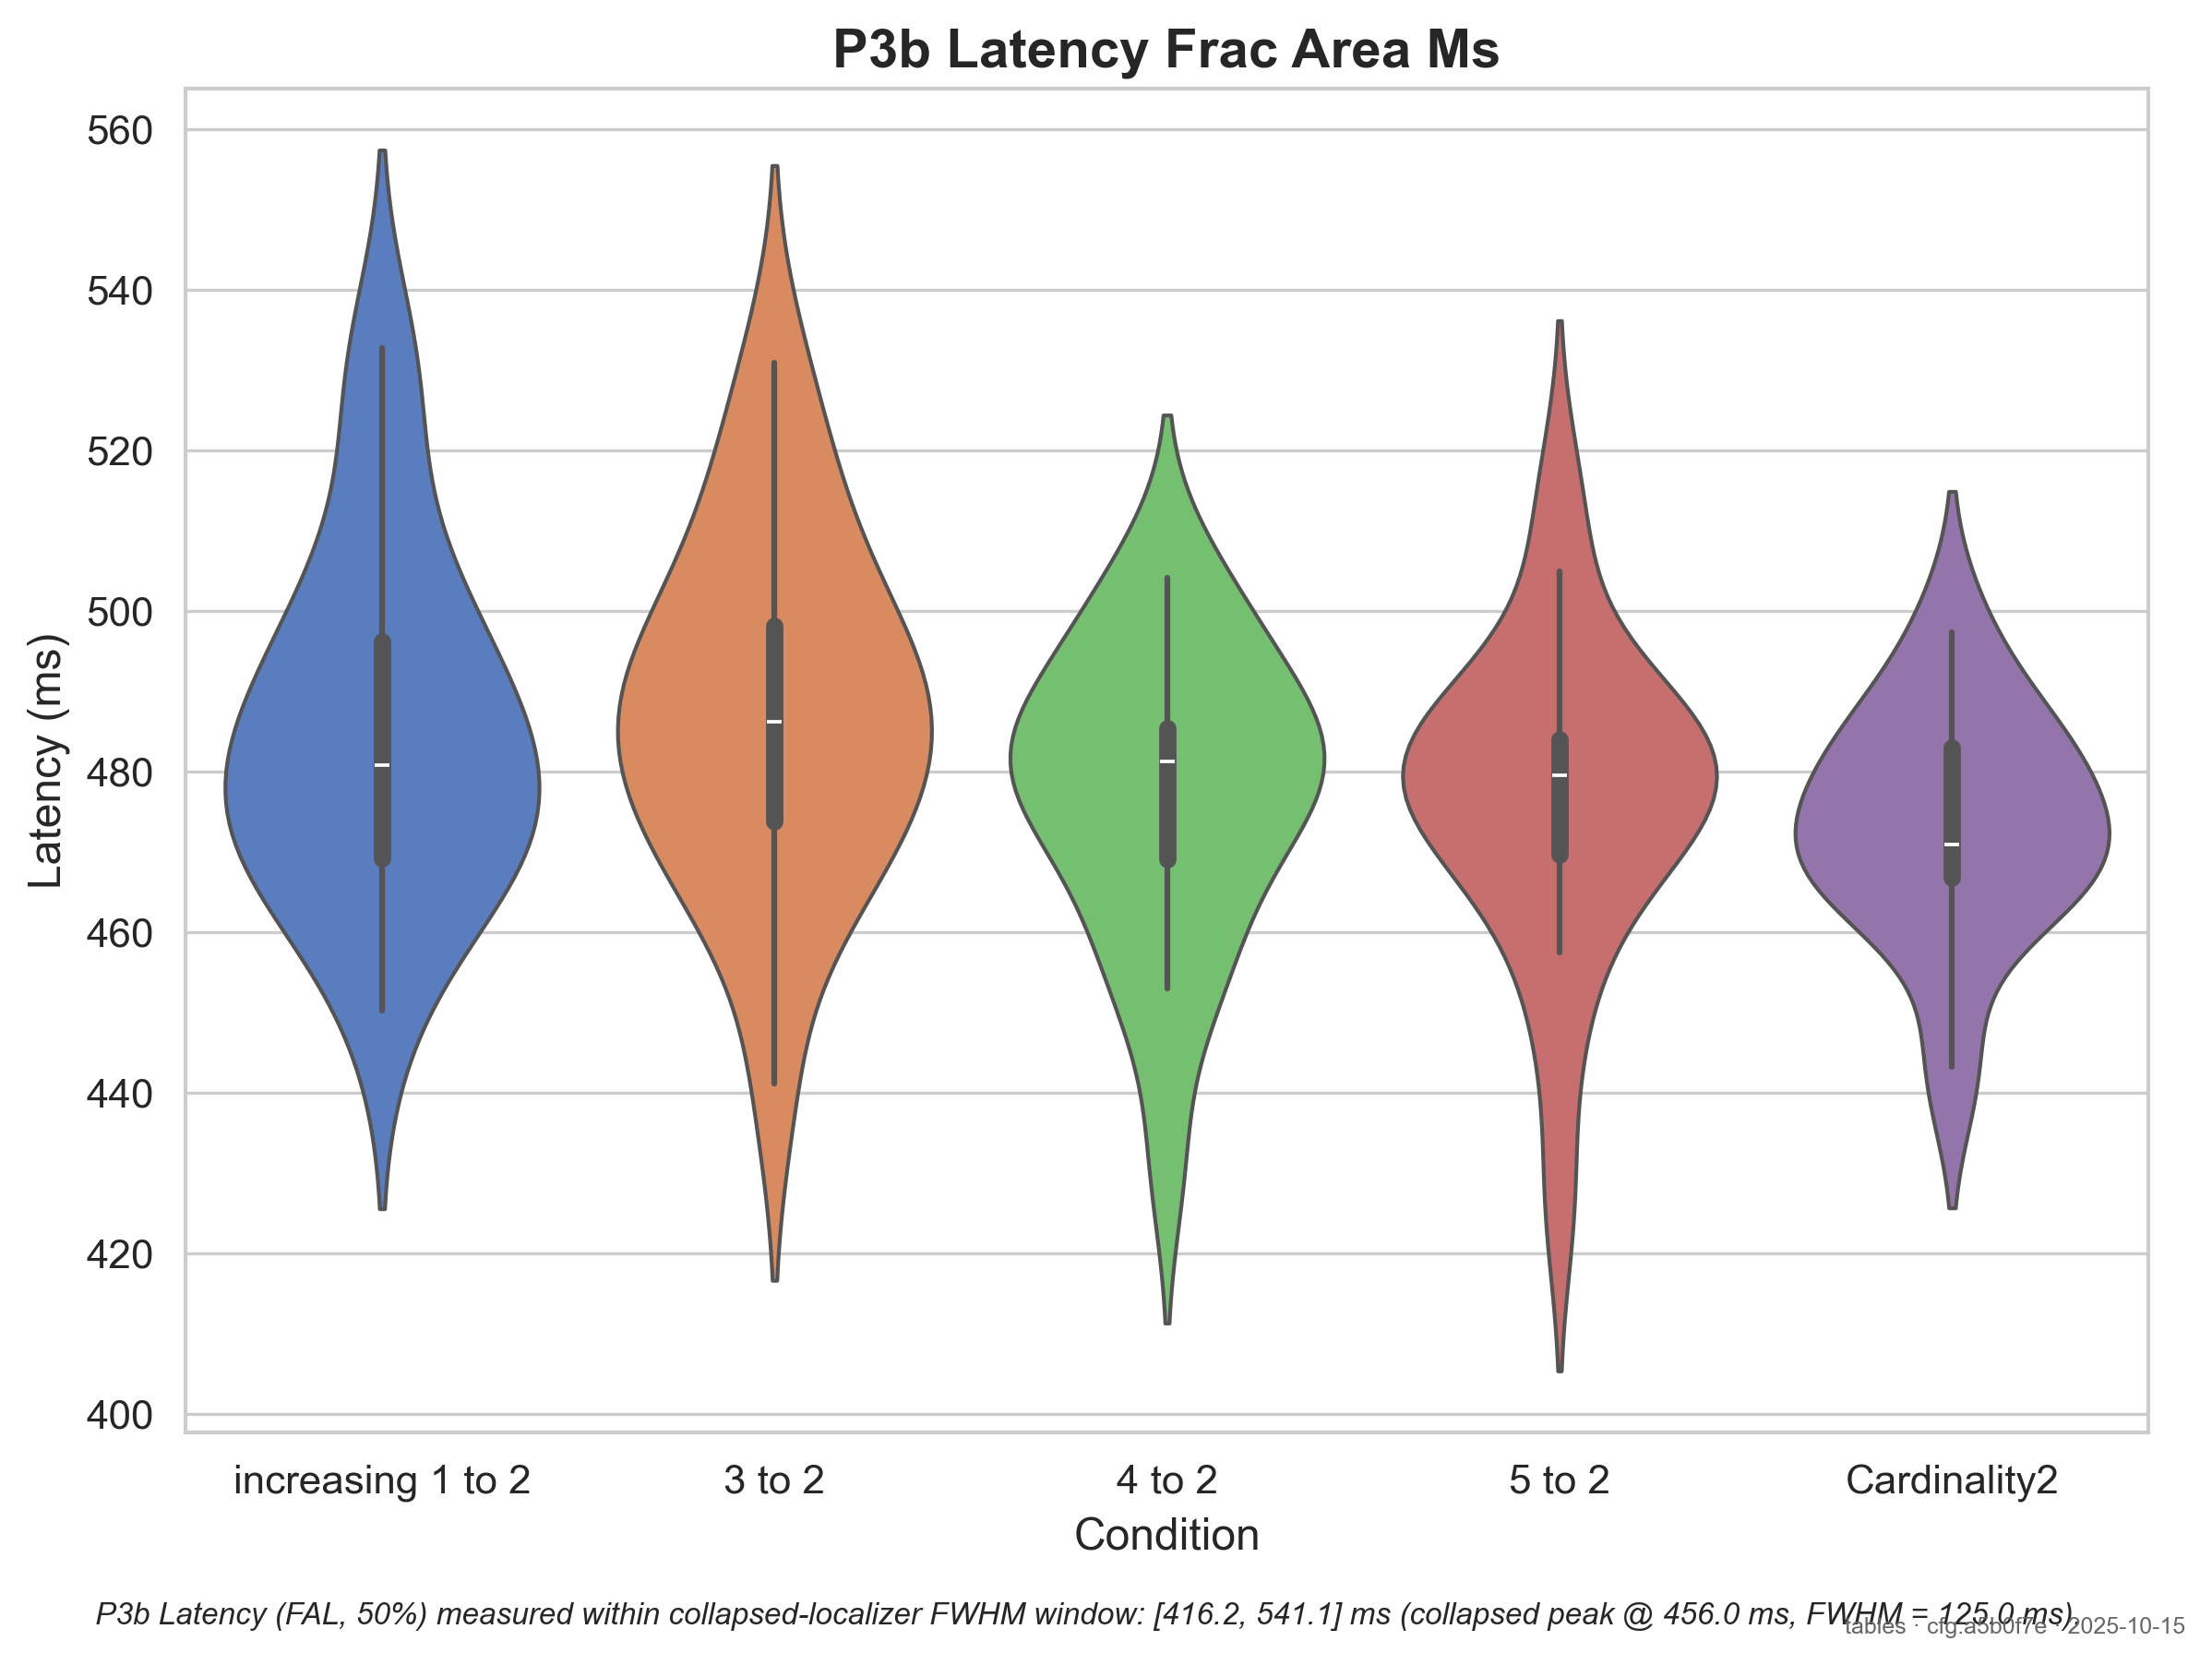 P3b Latency Frac Area Ms
560
540
520
500
480
460
440
420
400
Latency (ms)
increasing 1 to 2
3 to 2
4 to 2
5 to 2
Cardinality2
Condition
P3b Latency (FAL, 50%) measured within collapsed-localizer FWHM window: [416.2, 541.1] ms (collapsed peak @ 456.0 ms, FWHM = 125.0 ms).
tables · cfg:a5b0f7e · 2025-10-15